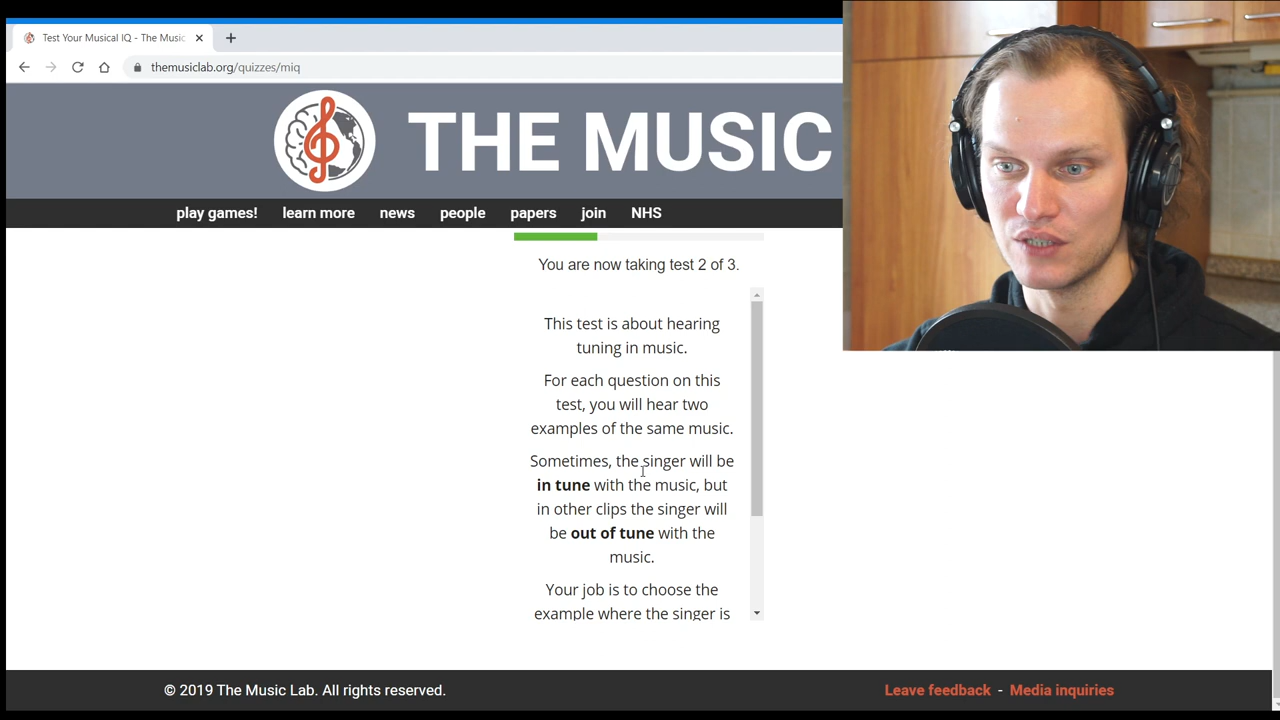 Test Your Musical IQ - The Music
themusiclab.org/quizzes/miq
THE MUSIC
play games! learn more news people papers join NHS
You are now taking test 2 of 3.
This test is about hearing
tuning in music.
For each question on this
test, you will hear two
examples of the same music.
Sometimes, the singer will be
in tune with the music, but
in other clips the singer will
be out of tune with the
music.
Your job is to choose the
example where the singer is
© 2019 The Music Lab. All rights reserved.
Leave feedback - Media inquiries